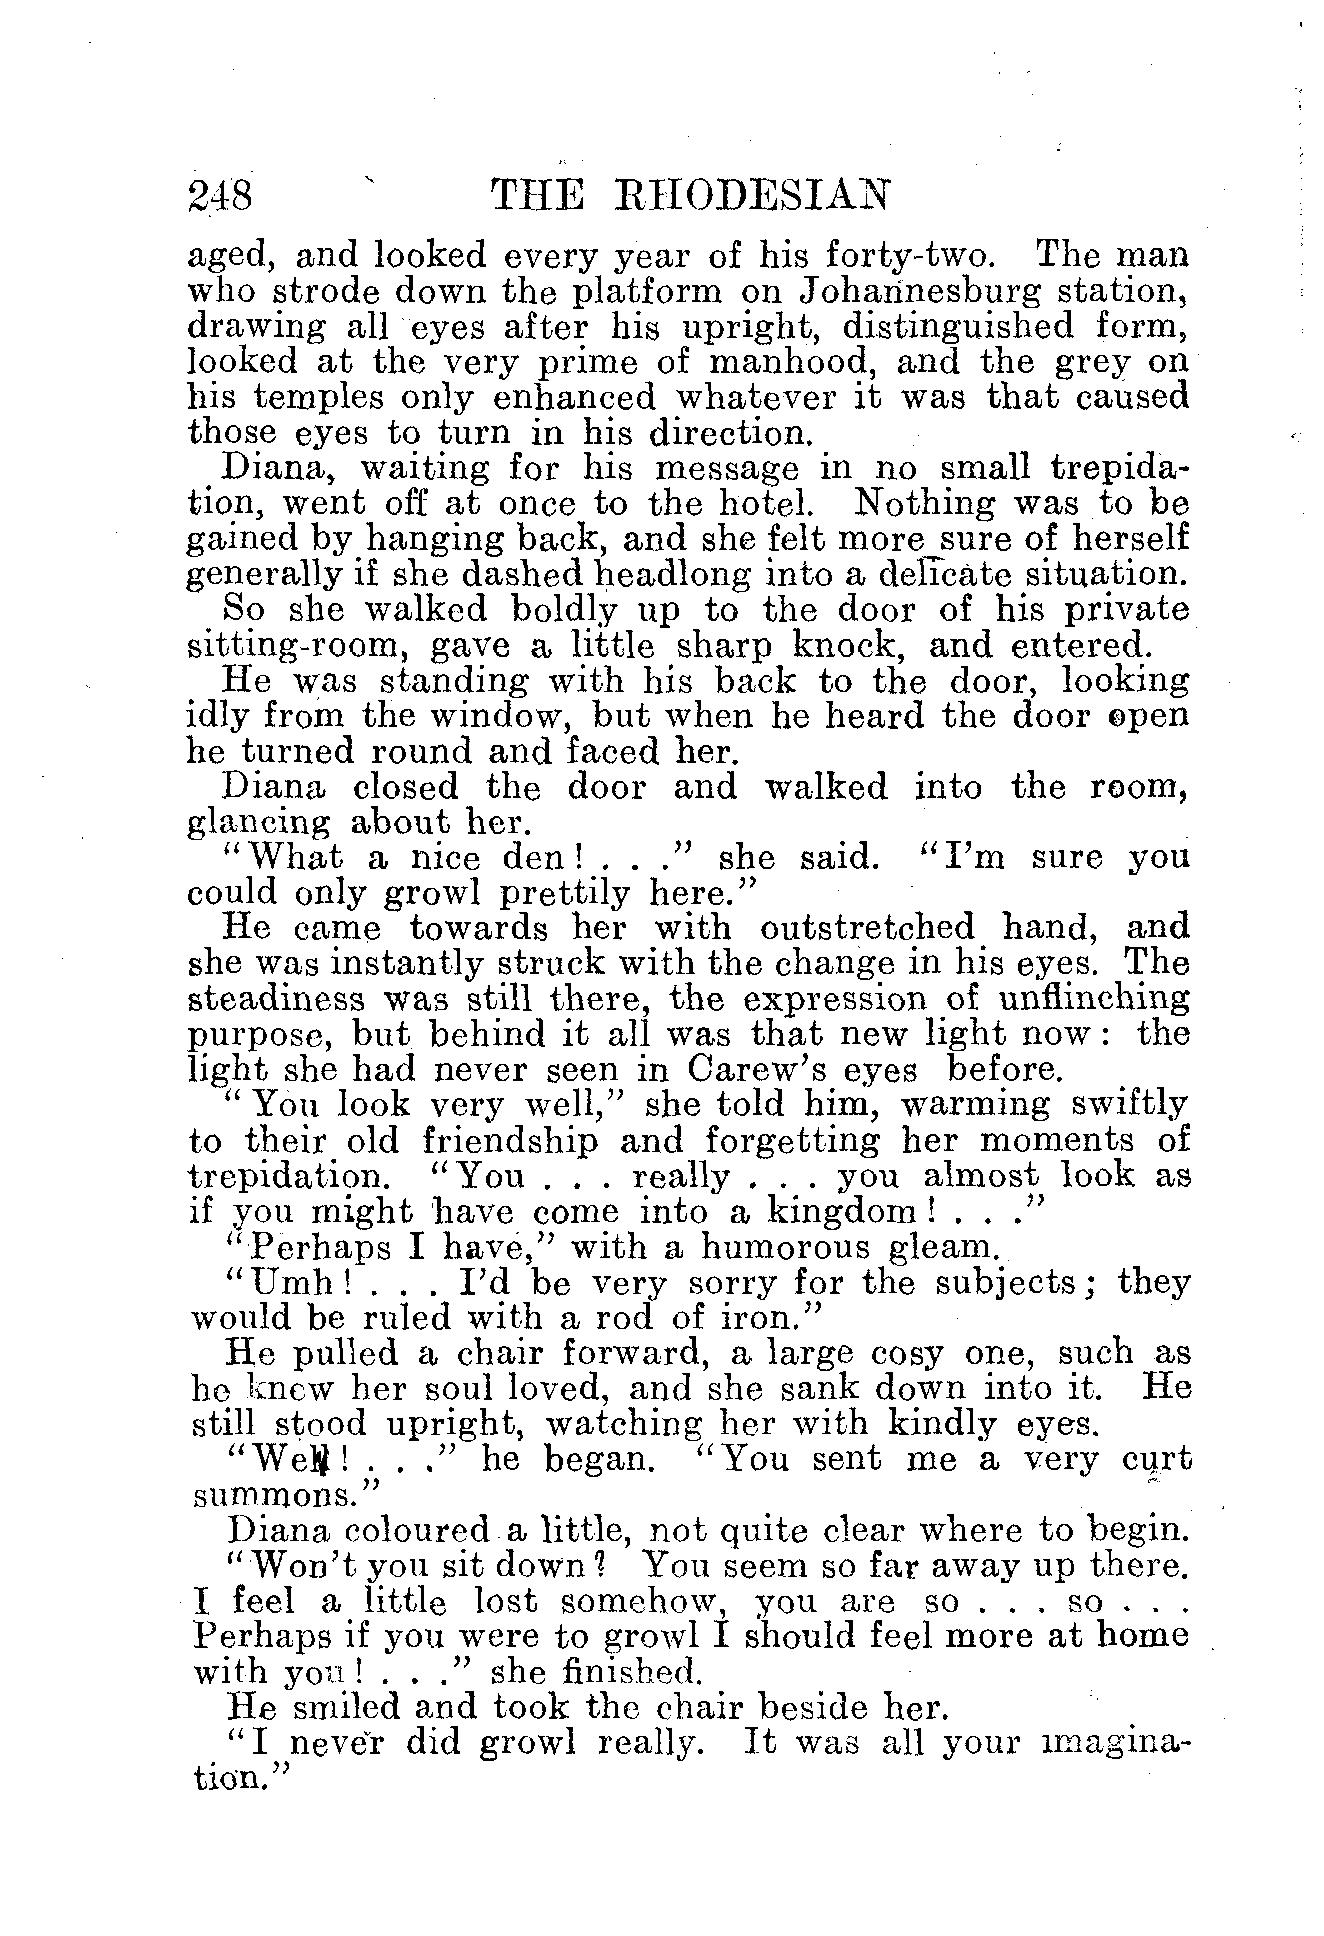 248 THE RHODESIAN
aged, and looked every year of his forty-two. The man
who strode down the platform on Johannesburg station,
drawing all eyes after his upright, distinguished form,
looked at the very prime of manhood, and the grey on
his temples only enhanced whatever it was that caused
those eyes to turn in his direction.
Diana, waiting for his message in no small trepida-
tion, went off at once to the hotel. Nothing was to be
gained by hanging back, and she felt more sure of herself
generally if she dashed headlong into a delicate situation.
So she walked boldly up to the door of his private
sitting-room, gave a little sharp knock, and entered.
He was standing with his back to the door, looking
idly from the window, but when he heard the door open
he turned round and faced her.
Diana closed the door and walked into the room,
glancing about her.
"What a nice den! . . ." she said. "I'm sure you
could only growl prettily here."
He came towards her with outstretched hand, and
she was instantly struck with the change in his eyes. The
steadiness was still there, the expression of unflinching
purpose, but behind it all was that new light now: the
light she had never seen in Carew's eyes before.
"You look very well," she told him, warming swiftly
to their old friendship and forgetting her moments of
trepidation. "You . . . really . . . you almost look as
if you might have come into a kingdom! . . ."
"Perhaps I have," with a humorous gleam.
"Umh! . . . I'd be very sorry for the subjects; they
would be ruled with a rod of iron."
He pulled a chair forward, a large cosy one, such as
he knew her soul loved, and she sank down into it. He
still stood upright, watching her with kindly eyes.
"Well! . . ." he began. "You sent me a very curt
summons."
Diana coloured a little, not quite clear where to begin.
"Won't you sit down? You seem so far away up there.
I feel a little lost somehow, you are so . . . so . . .
Perhaps if you were to growl I should feel more at home
with you! . . ." she finished.
He smiled and took the chair beside her.
"I never did growl really. It was all your imagina-
tion."